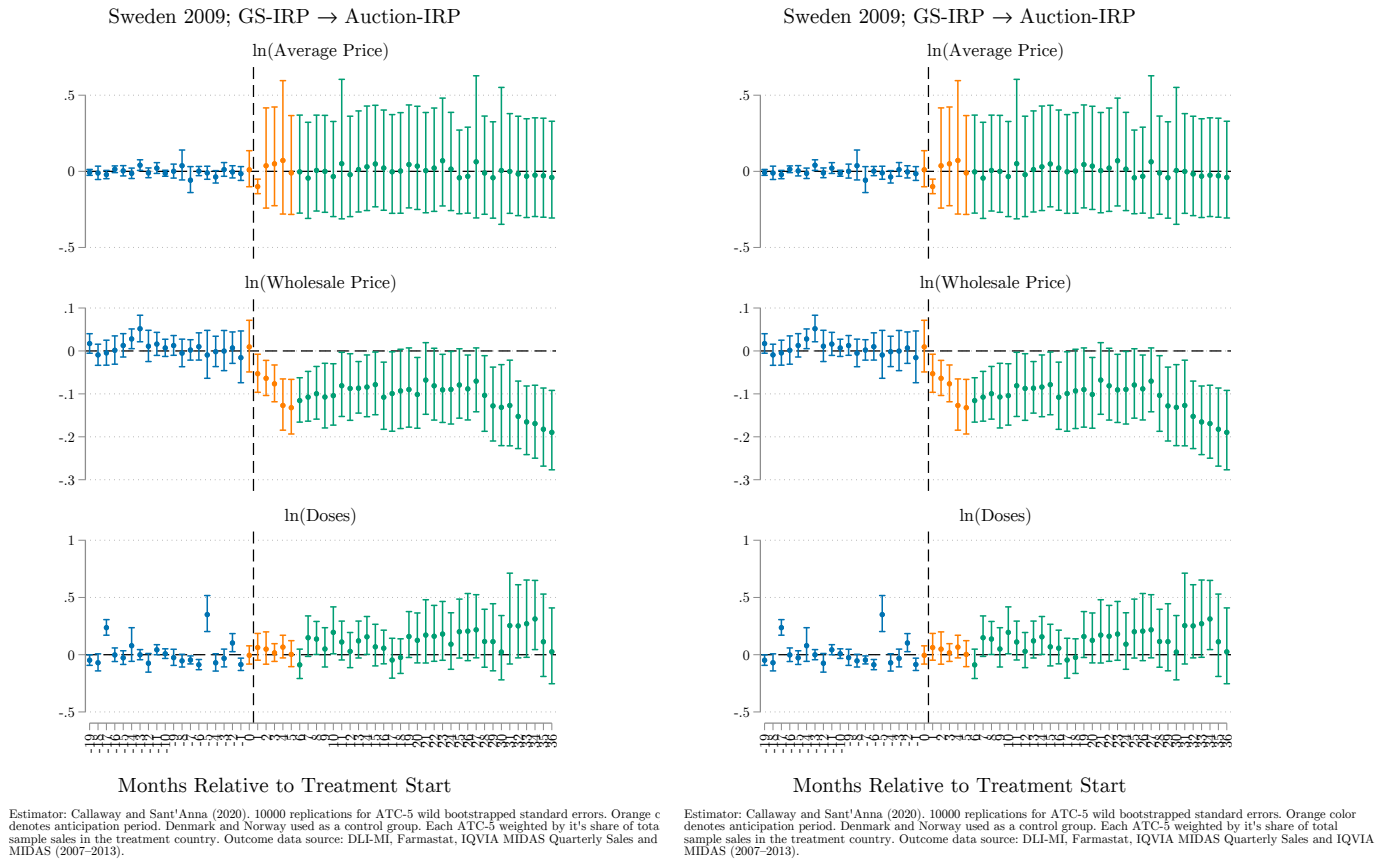 Sweden 2009; GS-IRP → Auction-IRP
ln(Average Price)
.5
0
-.5
ln(Wholesale Price)
.1
0
-.1
-.2
-.3
ln(Doses)
1
.5
0
-.5
Months Relative to Treatment Start
Estimator: Callaway and Sant'Anna (2020). 10000 replications for ATC-5 wild bootstrapped standard errors. Orange c
denotes anticipation period. Denmark and Norway used as a control group. Each ATC-5 weighted by it's share of tota
sample sales in the treatment country. Outcome data source: DLI-MI, Farmastat, IQVIA MIDAS Quarterly Sales and
MIDAS (2007–2013).
Sweden 2009; GS-IRP → Auction-IRP
ln(Average Price)
.5
0
-.5
ln(Wholesale Price)
.1
0
-.1
-.2
-.3
ln(Doses)
1
.5
0
-.5
Months Relative to Treatment Start
Estimator: Callaway and Sant'Anna (2020). 10000 replications for ATC-5 wild bootstrapped standard errors. Orange color
denotes anticipation period. Denmark and Norway used as a control group. Each ATC-5 weighted by it's share of total
sample sales in the treatment country. Outcome data source: DLI-MI, Farmastat, IQVIA MIDAS Quarterly Sales and IQVIA
MIDAS (2007–2013).